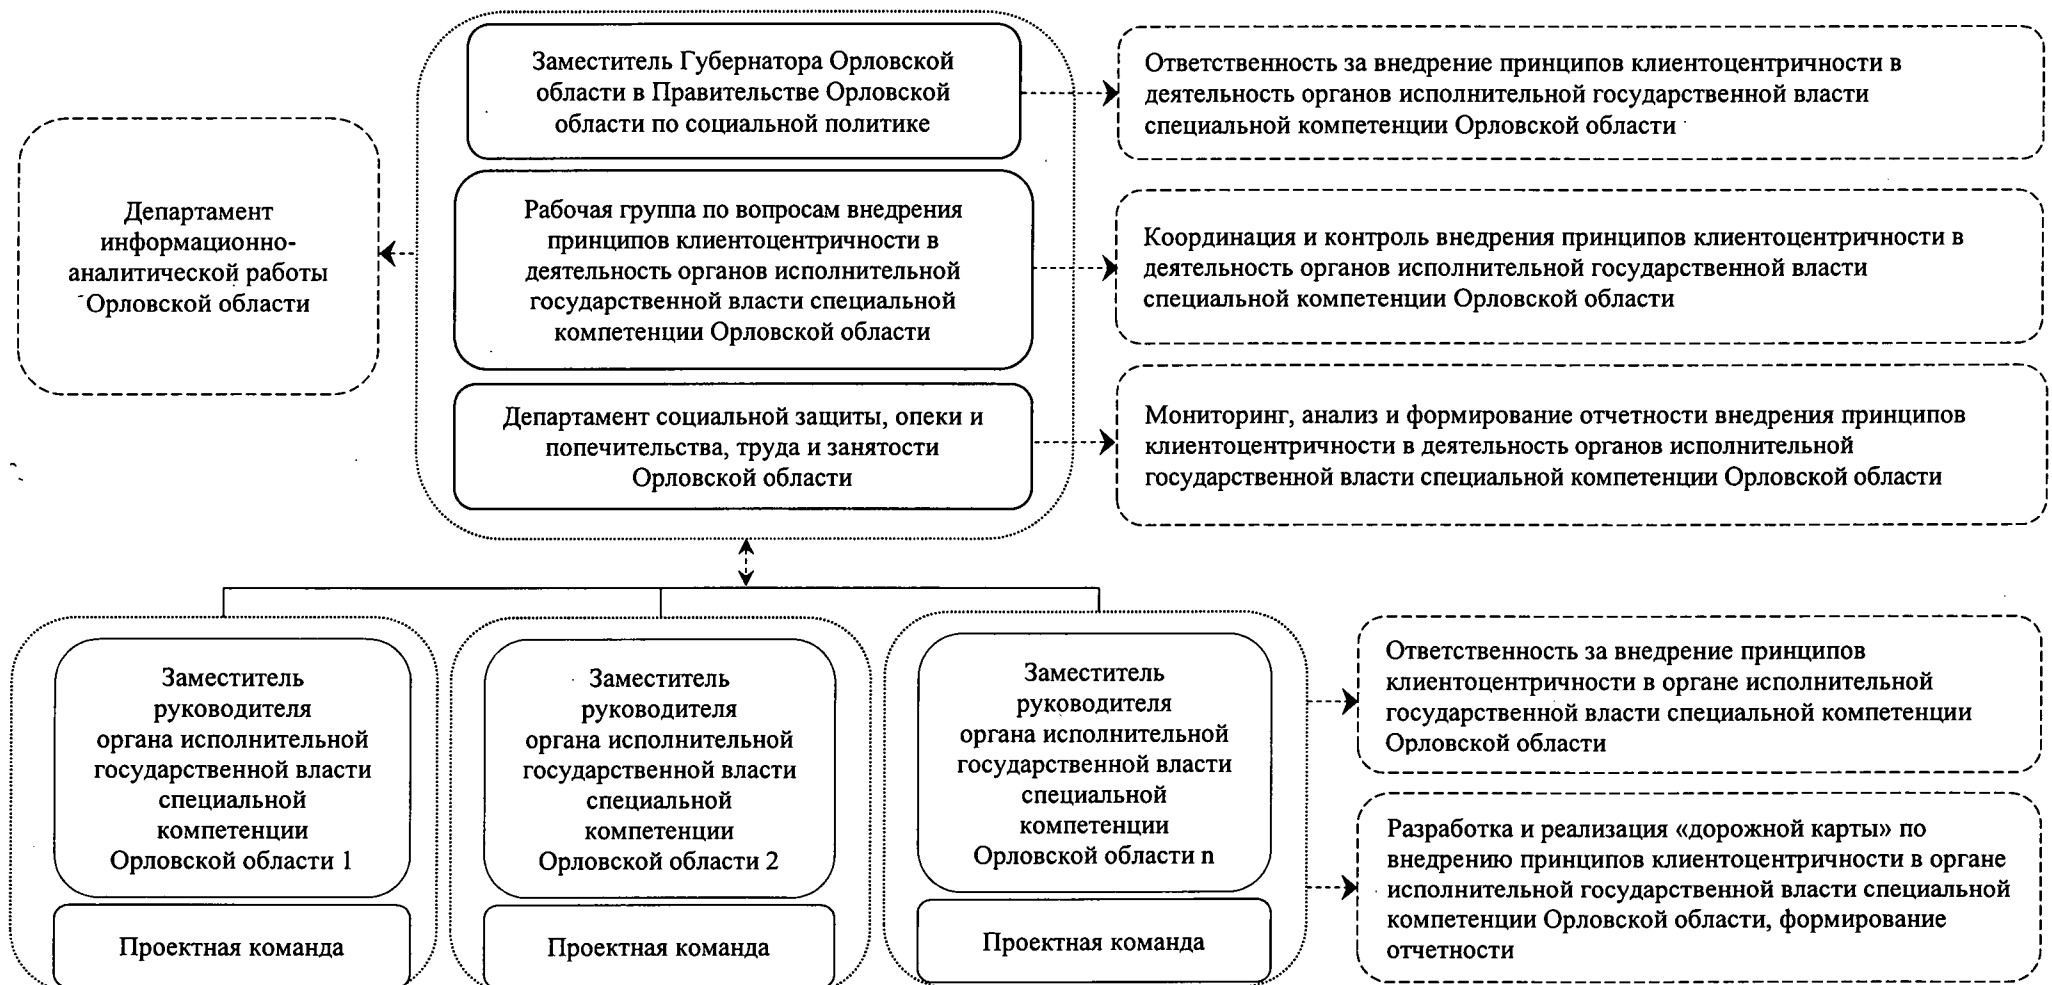 Заместитель Губернатора Орловской
области в Правительстве Орловской
области по социальной политике
Ответственность за внедрение принципов клиентоцентричности в
деятельность органов исполнительной государственной власти
специальной компетенции Орловской области
Департамент
информационно-
аналитической работы
Орловской области
Рабочая группа по вопросам внедрения
принципов клиентоцентричности в
деятельность органов исполнительной
государственной власти специальной
компетенции Орловской области
Координация и контроль внедрения принципов клиентоцентричности в
деятельность органов исполнительной государственной власти
специальной компетенции Орловской области
Департамент социальной защиты, опеки и
попечительства, труда и занятости
Орловской области
Мониторинг, анализ и формирование отчетности внедрения принципов
клиентоцентричности в деятельность органов исполнительной
государственной власти специальной компетенции Орловской области
Заместитель
руководителя
органа исполнительной
государственной власти
специальной
компетенции
Орловской области 1
Проектная команда
Заместитель
руководителя
органа исполнительной
государственной власти
специальной
компетенции
Орловской области 2
Проектная команда
Заместитель
руководителя
органа исполнительной
государственной власти
специальной
компетенции
Орловской области n
Проектная команда
Ответственность за внедрение принципов
клиентоцентричности в органе исполнительной
государственной власти специальной компетенции
Орловской области
Разработка и реализация «дорожной карты» по
внедрению принципов клиентоцентричности в органе
исполнительной государственной власти специальной
компетенции Орловской области, формирование
отчетности